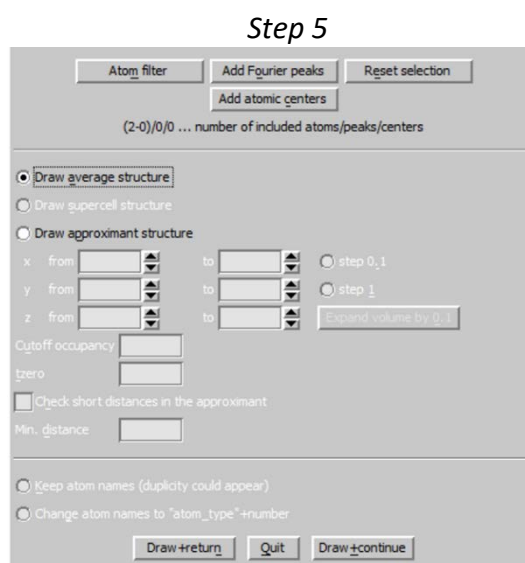 Step 5
Atom filter Add Fourier peaks Reset selection
Add atomic centers
(2-0)/0/0 ... number of included atoms/peaks/centers
Draw average structure
Draw supercell structure
Draw approximant structure
x from to step 0.1
y from to step 1
z from to Expand volume by 0.1
Cutoff occupancy
tzero
Check short distances in the approximant
Min. distance
Keep atom names (duplicity could appear)
Change atom names to "atom_type"+number
Draw+return Quit Draw+continue